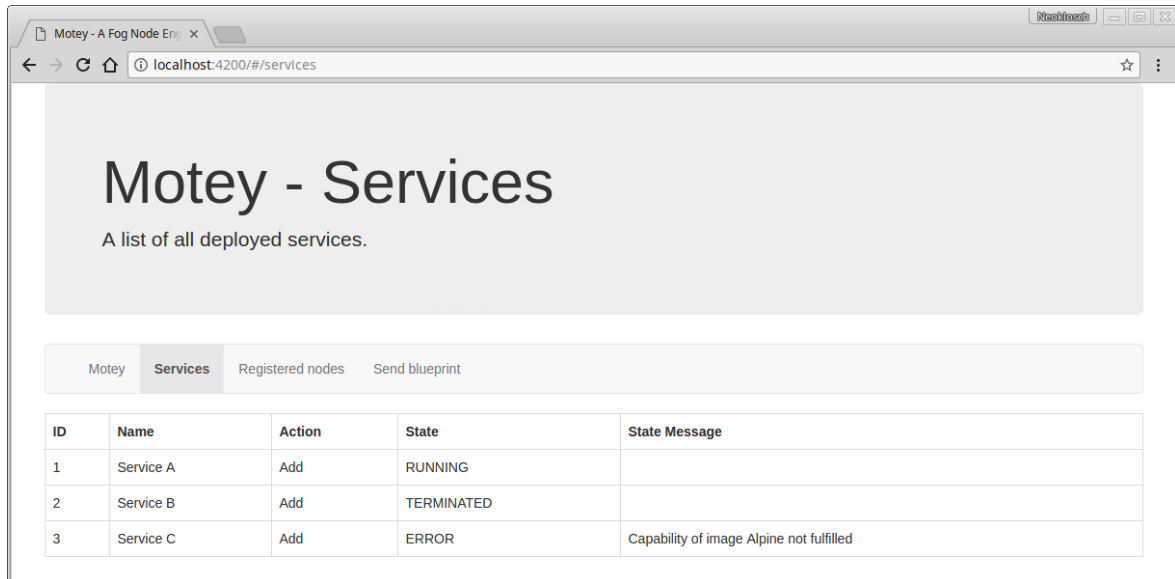 Neoklosch
Motey - A Fog Node Eng
localhost:4200/#/services
Motey - Services
A list of all deployed services.
Motey Services Registered nodes Send blueprint
ID Name Action State State Message
1 Service A Add RUNNING
2 Service B Add TERMINATED
3 Service C Add ERROR Capability of image Alpine not fulfilled